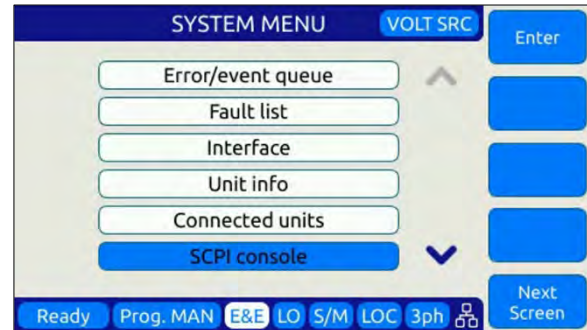 SYSTEM MENU
VOLT SRC
Enter
Error/event queue
Fault list
Interface
Unit info
Connected units
SCPI console
Next
Screen
Ready
Prog. MAN
E&E
LO
S/M
LOC
3ph